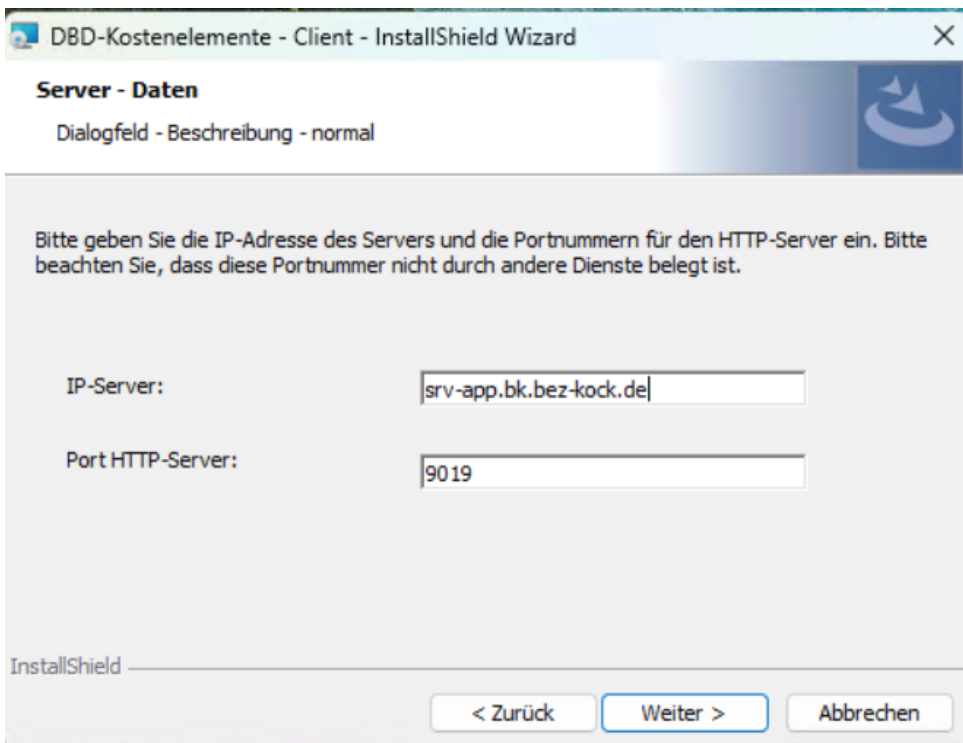 DBD-Kostenelemente - Client - InstallShield Wizard
Server - Daten
Dialogfeld - Beschreibung - normal
Bitte geben Sie die IP-Adresse des Servers und die Portnummern für den HTTP-Server ein. Bitte
beachten Sie, dass diese Portnummer nicht durch andere Dienste belegt ist.
IP-Server: srv-app.bk.bez-kock.de
Port HTTP-Server: 9019
InstallShield
< Zurück Weiter > Abbrechen